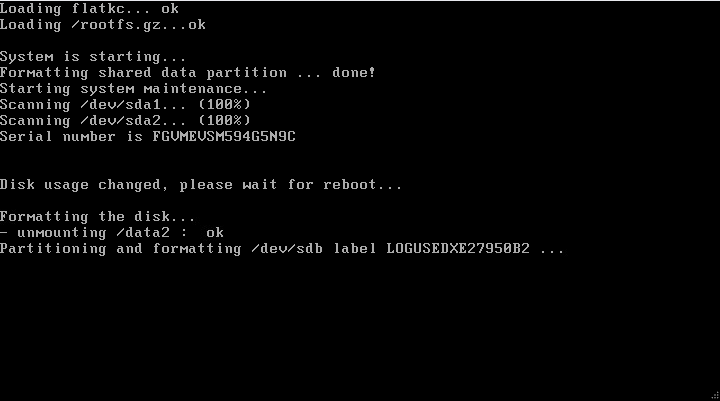 Loading flatkc... ok
Loading /rootfs.gz...ok
System is starting...
Formatting shared data partition ... done!
Starting system maintenance...
Scanning /dev/sda1... (100%)
Scanning /dev/sda2... (100%)
Serial number is FGVMEVSM594G5N9C
Disk usage changed, please wait for reboot...
Formatting the disk...
- unmounting /data2 :  ok
Partitioning and formatting /dev/sdb label LOGUSEDXE27950B2 ...